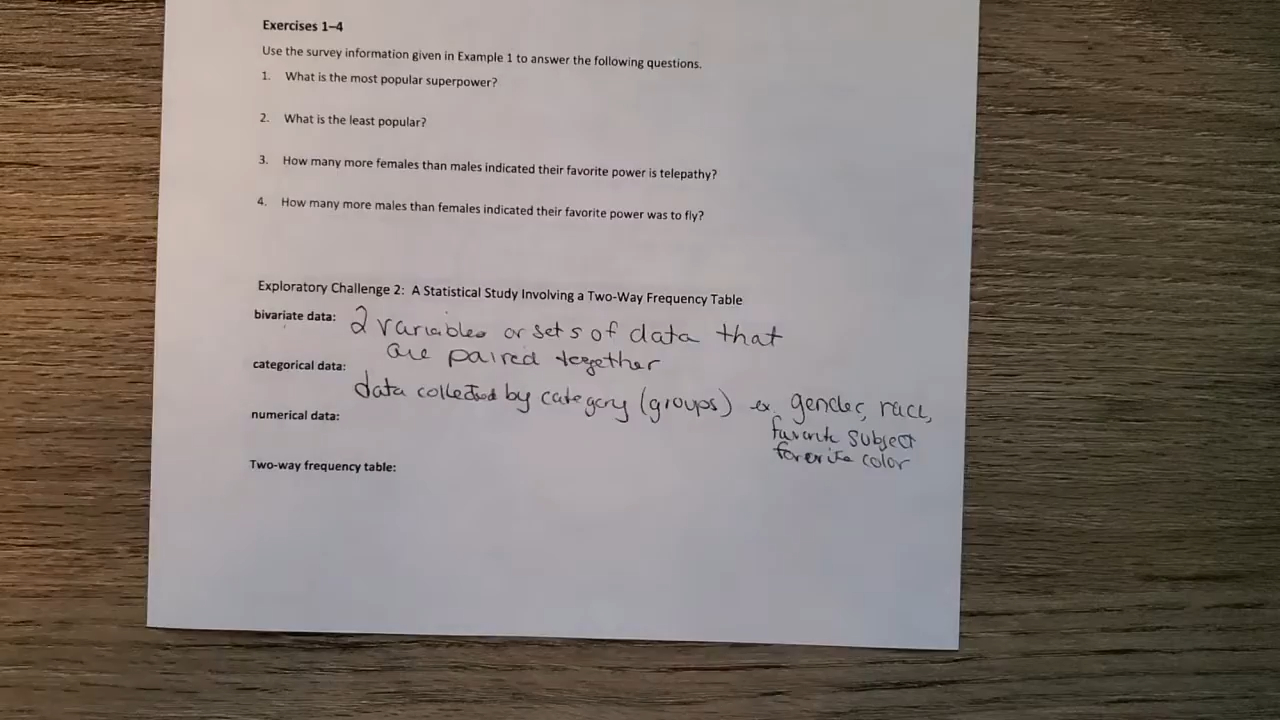 Exercises 1–4
Use the survey information given in Example 1 to answer the following questions.
1. What is the most popular superpower?
2. What is the least popular?
3. How many more females than males indicated their favorite power is telepathy?
4. How many more males than females indicated their favorite power was to fly?
Exploratory Challenge 2: A Statistical Study Involving a Two-Way Frequency Table
bivariate data: 2 variables or sets of data that
are paired together
categorical data:
data collected by category (groups) ex. gender, race,
numerical data:
favorite subject
favorite color
Two-way frequency table: